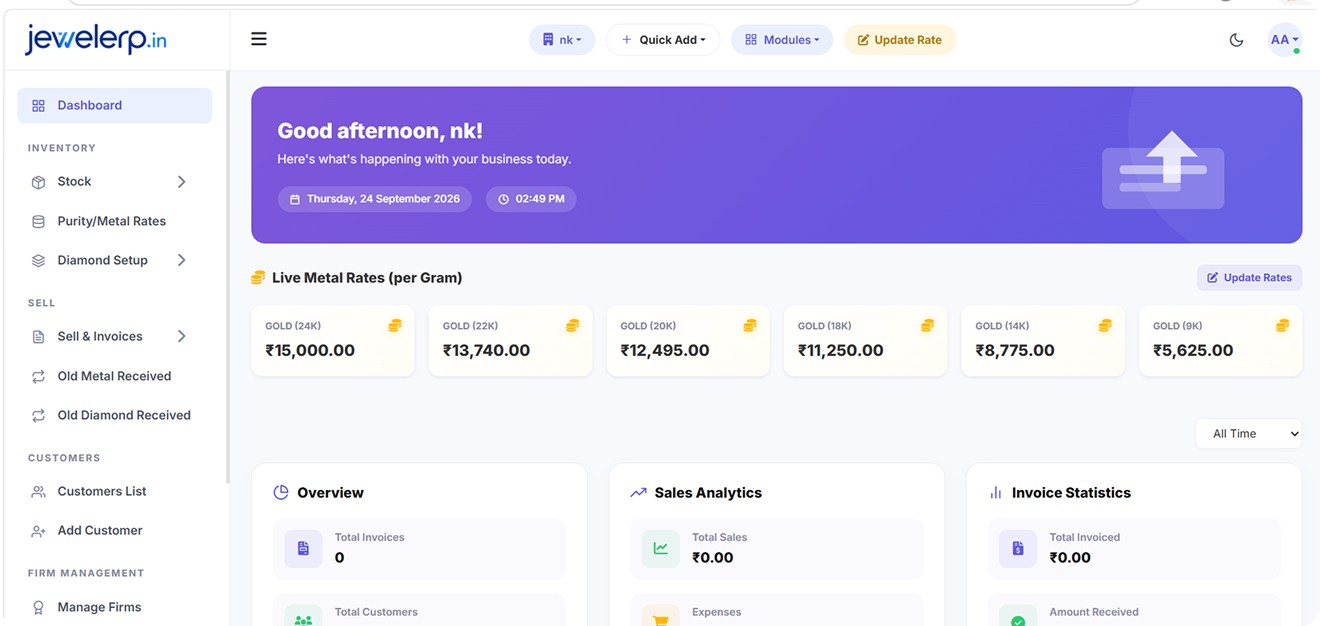 jewelerp.in
nk
Quick Add
Modules
Update Rate
AA
Dashboard
INVENTORY
Stock
Purity/Metal Rates
Diamond Setup
SELL
Sell & Invoices
Old Metal Received
Old Diamond Received
CUSTOMERS
Customers List
Add Customer
FIRM MANAGEMENT
Manage Firms
Good afternoon, nk!
Here's what's happening with your business today.
Thursday, 24 September 2026
02:49 PM
Live Metal Rates (per Gram)
Update Rates
GOLD (24K)
₹15,000.00
GOLD (22K)
₹13,740.00
GOLD (20K)
₹12,495.00
GOLD (18K)
₹11,250.00
GOLD (14K)
₹8,775.00
GOLD (9K)
₹5,625.00
All Time
Overview
Total Invoices
0
Total Customers
Sales Analytics
Total Sales
₹0.00
Expenses
Invoice Statistics
Total Invoiced
₹0.00
Amount Received